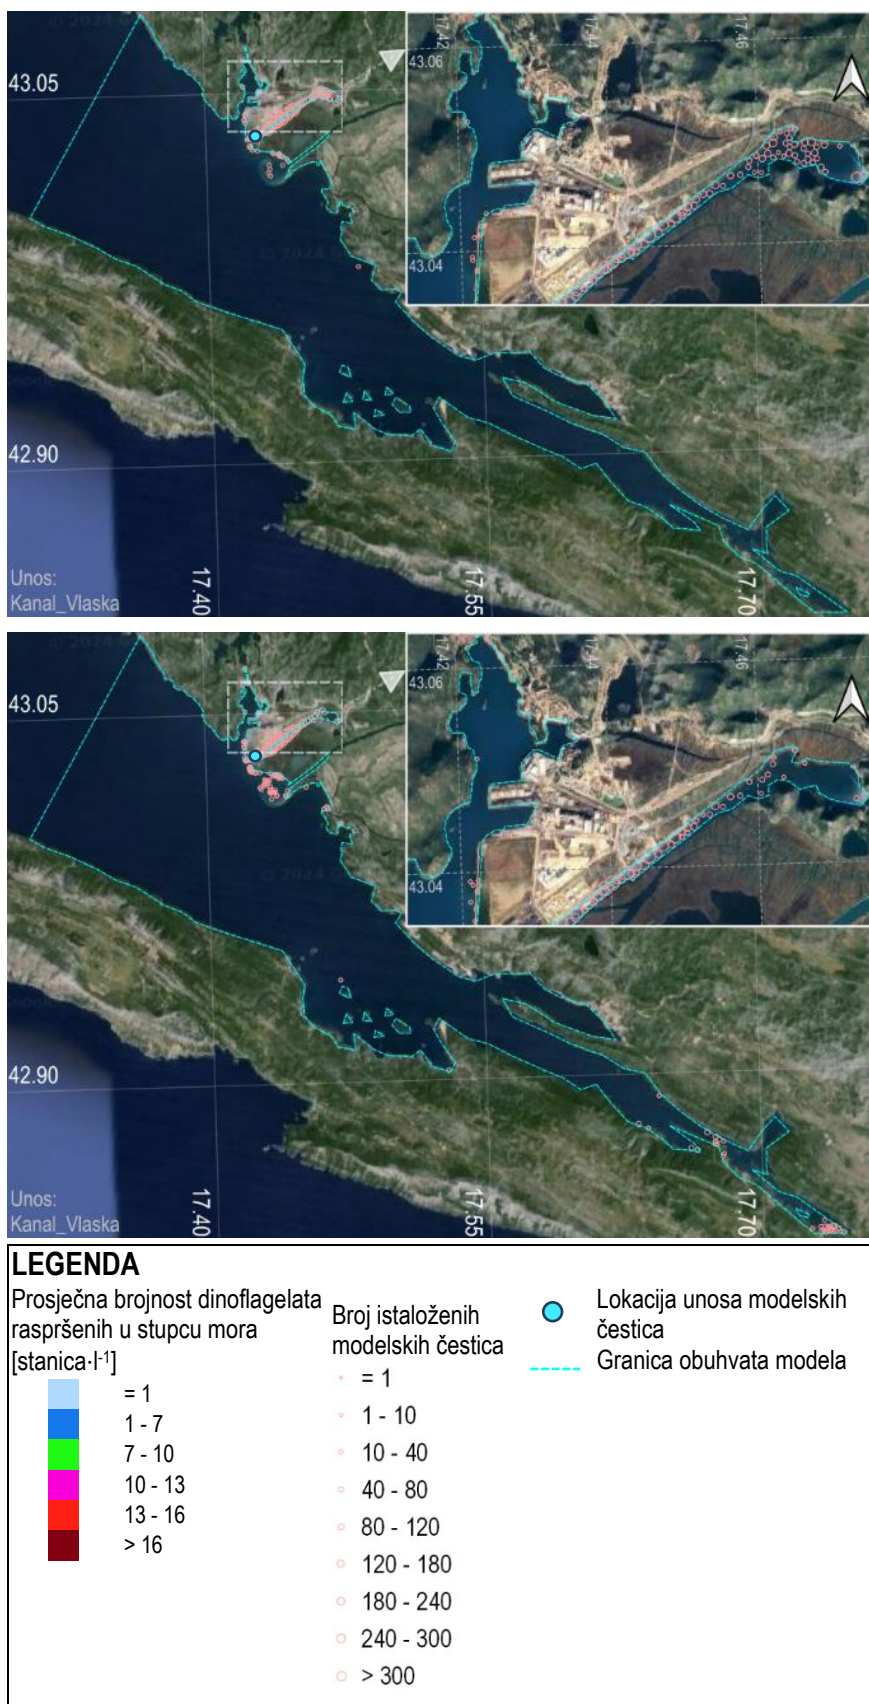 © 2024 G
43.05
17.42
17.44
17.46
43.06
43.04
© 2024 G
42.90
17.40
17.55
17.70
Unos:
Kanal_Vlaska
© 2024 G
43.05
17.42
17.44
17.46
43.06
43.04
© 2024 G
42.90
17.40
17.55
17.70
Unos:
Kanal_Vlaska
LEGENDA
Prosječna brojnost dinoflagelata
raspršenih u stupcu mora
[stanica·l-1]
= 1
1 - 7
7 - 10
10 - 13
13 - 16
> 16
Broj istaloženih
modelskih čestica
= 1
1 - 10
10 - 40
40 - 80
80 - 120
120 - 180
180 - 240
240 - 300
> 300
Lokacija unosa modelskih
čestica
Granica obuhvata modela